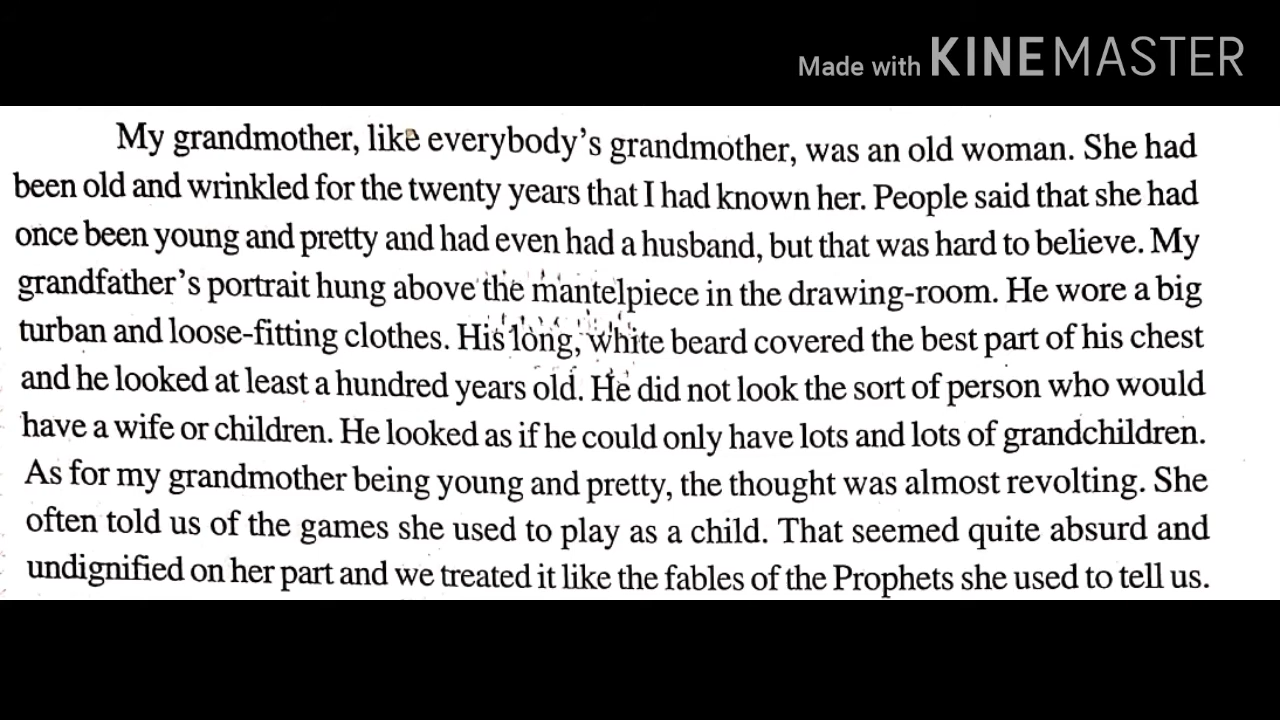 Made with KINEMASTER
My grandmother, like everybody's grandmother, was an old woman. She had
been old and wrinkled for the twenty years that I had known her. People said that she had
once been young and pretty and had even had a husband, but that was hard to believe. My
grandfather's portrait hung above the mantelpiece in the drawing-room. He wore a big
turban and loose-fitting clothes. His long, white beard covered the best part of his chest
and he looked at least a hundred years old. He did not look the sort of person who would
have a wife or children. He looked as if he could only have lots and lots of grandchildren.
As for my grandmother being young and pretty, the thought was almost revolting. She
often told us of the games she used to play as a child. That seemed quite absurd and
undignified on her part and we treated it like the fables of the Prophets she used to tell us.